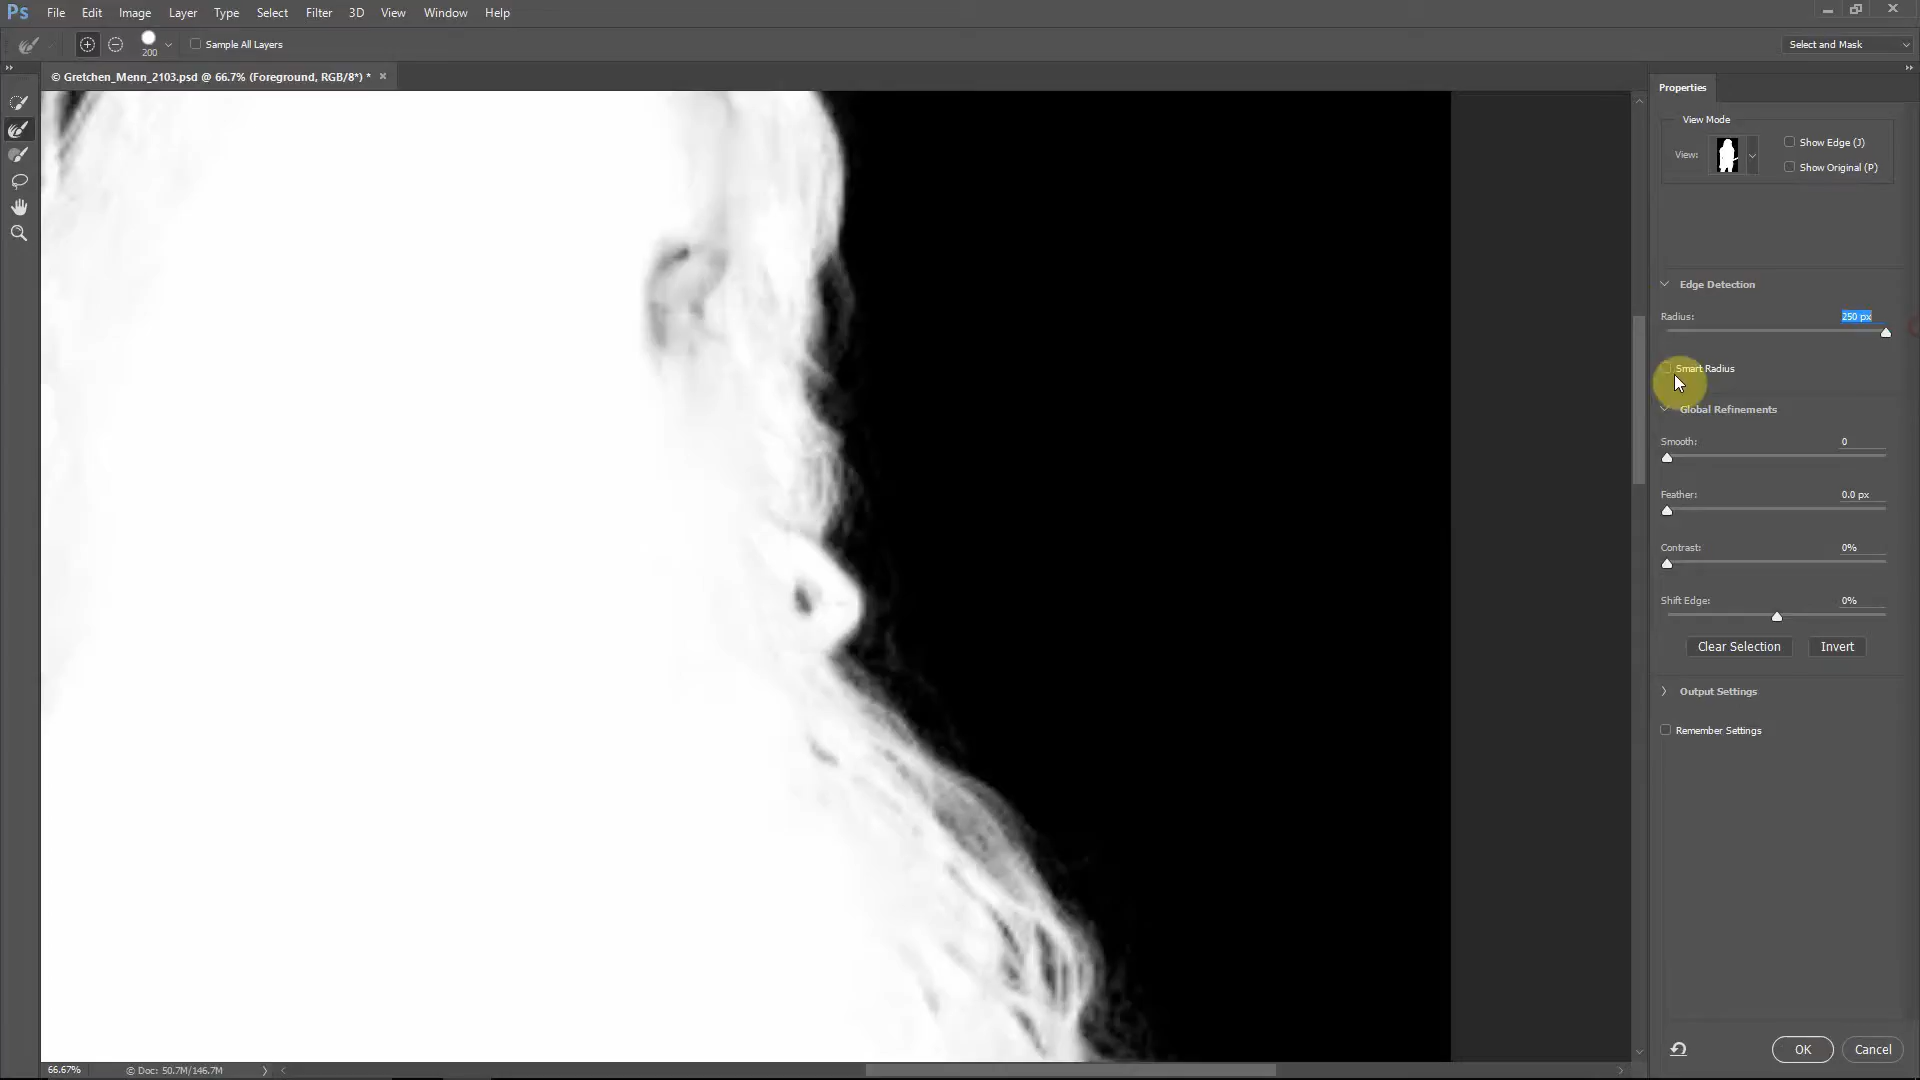 Ps File Edit Image Layer Type Select Filter 3D View Window Help
200 Sample All Layers Select and Mask
© Gretchen_Menn_2103.psd @ 66.7% (Foreground, RGB/8*) *
Properties
View Mode
View: Show Edge (J)
Show Original (P)
Edge Detection
Radius: 250 px
Smart Radius
Global Refinements
Smooth: 0
Feather: 0.0 px
Contrast: 0%
Shift Edge: 0%
Clear Selection Invert
Output Settings
Remember Settings
OK Cancel
66.67% © Doc: 50.7M/146.7M